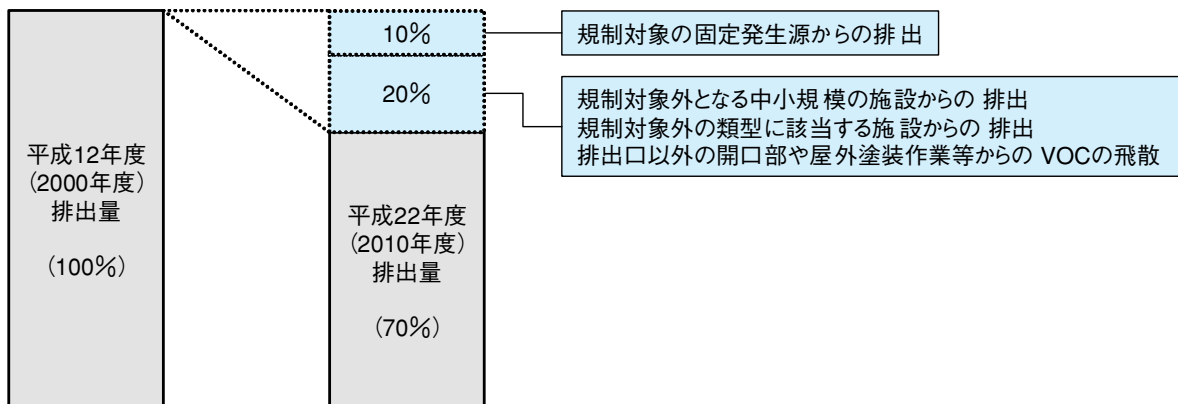 平成12年度
（2000年度）
排出量
（100％）
10％
20％
平成22年度
（2010年度）
排出量
（70％）
規制対象の固定発生源からの排出
規制対象外となる中小規模の施設からの排出
規制対象外の類型に該当する施設からの排出
排出口以外の開口部や屋外塗装作業等からのVOCの飛散